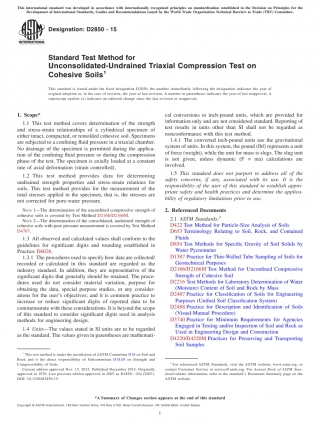 This international standard was developed in accordance with internationally recognized principles on standardization established in the Decision on Principles for the
Development of International Standards, Guides and Recommendations issued by the World Trade Organization Technical Barriers to Trade (TBT) Committee.
Designation: D2850 − 15
INTERNATIONAL
Standard Test Method for
Unconsolidated-Undrained Triaxial Compression Test on
Cohesive Soils1
This standard is issued under the fixed designation D2850; the number immediately following the designation indicates the year of
original adoption or, in the case of revision, the year of last revision. A number in parentheses indicates the year of last reapproval. A
superscript epsilon (ε) indicates an editorial change since the last revision or reapproval.
1. Scope*
1.1 This test method covers determination of the strength
and stress-strain relationships of a cylindrical specimen of
either intact, compacted, or remolded cohesive soil. Specimens
are subjected to a confining fluid pressure in a triaxial chamber.
No drainage of the specimen is permitted during the applica-
tion of the confining fluid pressure or during the compression
phase of the test. The specimen is axially loaded at a constant
rate of axial deformation (strain controlled).
1.2 This test method provides data for determining
undrained strength properties and stress-strain relations for
soils. This test method provides for the measurement of the
total stresses applied to the specimen, that is, the stresses are
not corrected for pore-water pressure.
NOTE 1—The determination of the unconfined compressive strength of
cohesive soils is covered by Test Method D2166/D2166M.
NOTE 2—The determination of the consolidated, undrained strength of
cohesive soils with pore pressure measurement is covered by Test Method
D4767.
1.3 All observed and calculated values shall conform to the
guidelines for significant digits and rounding established in
Practice D6026.
1.3.1 The procedures used to specify how data are collected
recorded or calculated in this standard are regarded as the
industry standard. In addition, they are representative of the
significant digits that generally should be retained. The proce-
dures used do not consider material variation, purpose for
obtaining the data, special purpose studies, or any consider-
ations for the user's objectives; and it is common practice to
increase or reduce significant digits of reported data to be
commensurate with these considerations. It is beyond the scope
of this standard to consider significant digits used in analysis
methods for engineering design.
1.4 Units—The values stated in SI units are to be regarded
as the standard. The values given in parentheses are mathemati-
cal conversions to inch-pound units, which are provided for
information only and are not considered standard. Reporting of
test results in units other than SI shall not be regarded as
nonconformance with this test method.
1.4.1 The converted inch-pound units use the gravitational
system of units. In this system, the pound (lbf) represents a unit
of force (weight), while the unit for mass is slugs. The slug unit
is not given, unless dynamic (F = ma) calculations are
involved.
1.5 This standard does not purport to address all of the
safety concerns, if any, associated with its use. It is the
responsibility of the user of this standard to establish appro-
priate safety and health practices and determine the applica-
bility of regulatory limitations prior to use.
2. Referenced Documents
2.1 ASTM Standards:2
D422 Test Method for Particle-Size Analysis of Soils
D653 Terminology Relating to Soil, Rock, and Contained
Fluids
D854 Test Methods for Specific Gravity of Soil Solids by
Water Pycnometer
D1587 Practice for Thin-Walled Tube Sampling of Soils for
Geotechnical Purposes
D2166/D2166M Test Method for Unconfined Compressive
Strength of Cohesive Soil
D2216 Test Methods for Laboratory Determination of Water
(Moisture) Content of Soil and Rock by Mass
D2487 Practice for Classification of Soils for Engineering
Purposes (Unified Soil Classification System)
D2488 Practice for Description and Identification of Soils
(Visual-Manual Procedure)
D3740 Practice for Minimum Requirements for Agencies
Engaged in Testing and/or Inspection of Soil and Rock as
Used in Engineering Design and Construction
D4220/D4220M Practices for Preserving and Transporting
Soil Samples
1 This test method is under the jurisdiction of ASTM Committee D18 on Soil and
Rock and is the direct responsibility of Subcommittee D18.05 on Strength and
Compressibility of Soils.
Current edition approved Nov. 15, 2015. Published December 2015. Originally
approved in 1970. Last previous edition approved in 2007 as D2850 – 03a (2007).
DOI: 10.1520/D2850-15.
2 For referenced ASTM standards, visit the ASTM website, www.astm.org, or
contact ASTM Customer Service at service@astm.org. For Annual Book of ASTM
Standards volume information, refer to the standard's Document Summary page on
the ASTM website.
*A Summary of Changes section appears at the end of this standard
Copyright © ASTM International, 100 Barr Harbor Drive, PO Box C700, West Conshohocken, PA 19428-2959. United States
1